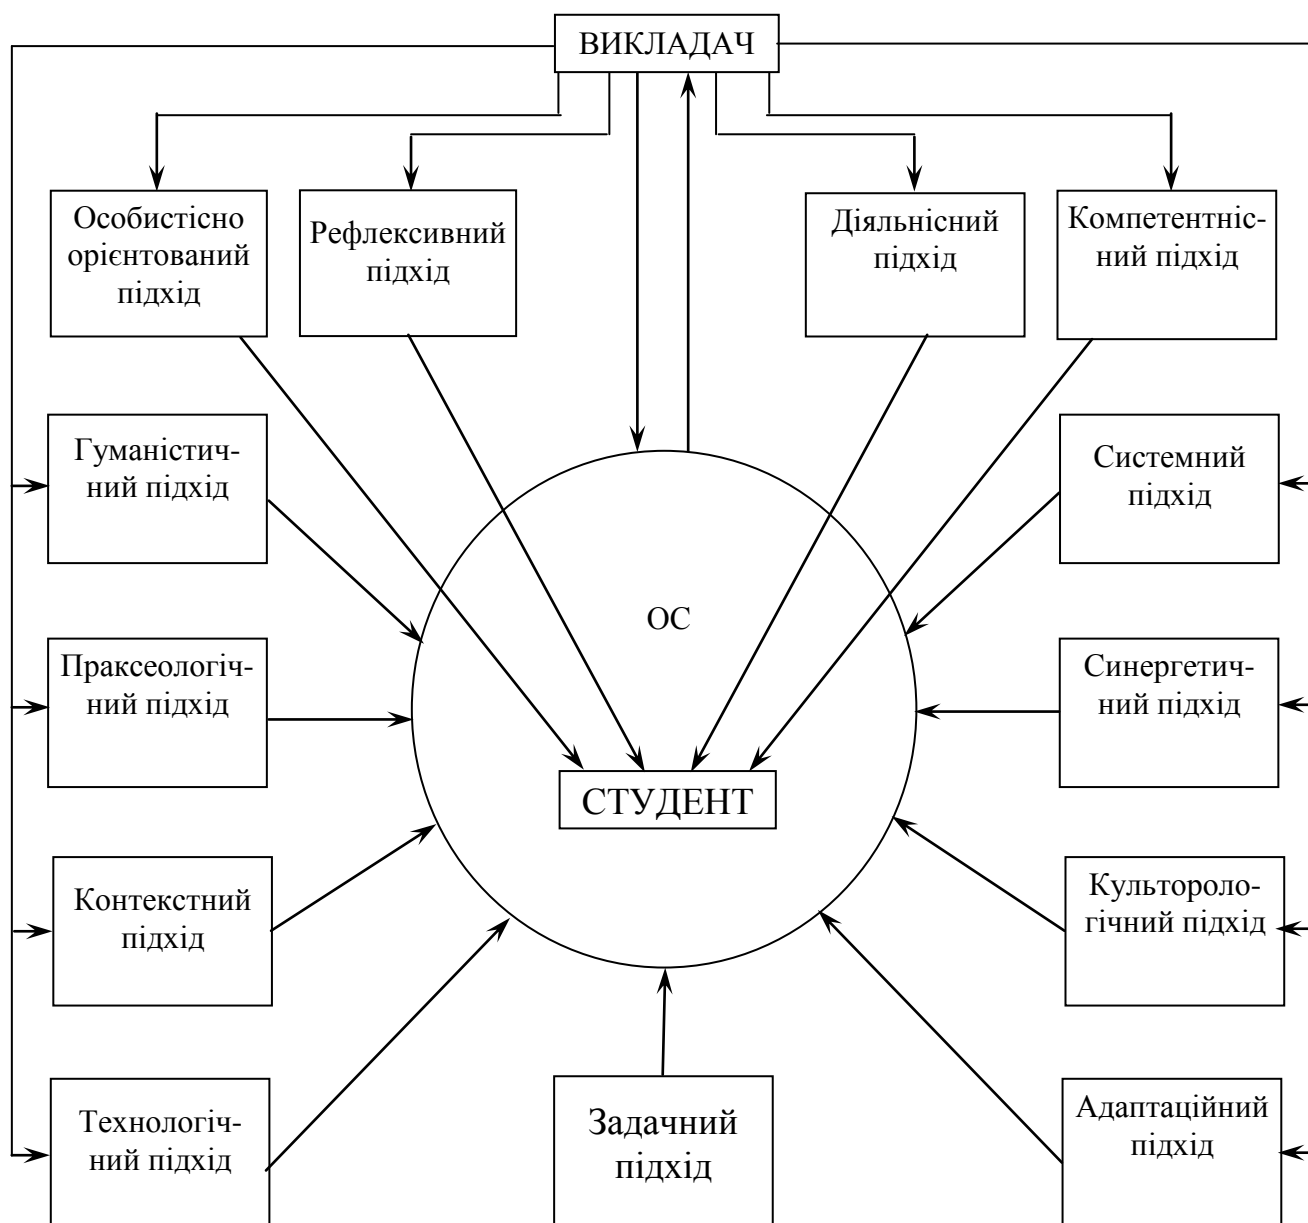 ВИКЛАДАЧ
Особистісно
орієнтований
підхід
Рефлексивний
підхід
Діяльнісний
підхід
Компетентніс-
ний підхід
Гуманістич-
ний підхід
Системний
підхід
ОС
Праксеологіч-
ний підхід
Синергетич-
ний підхід
СТУДЕНТ
Контекстний
підхід
Культороло-
гічний підхід
Технологіч-
ний підхід
Задачний
підхід
Адаптаційний
підхід